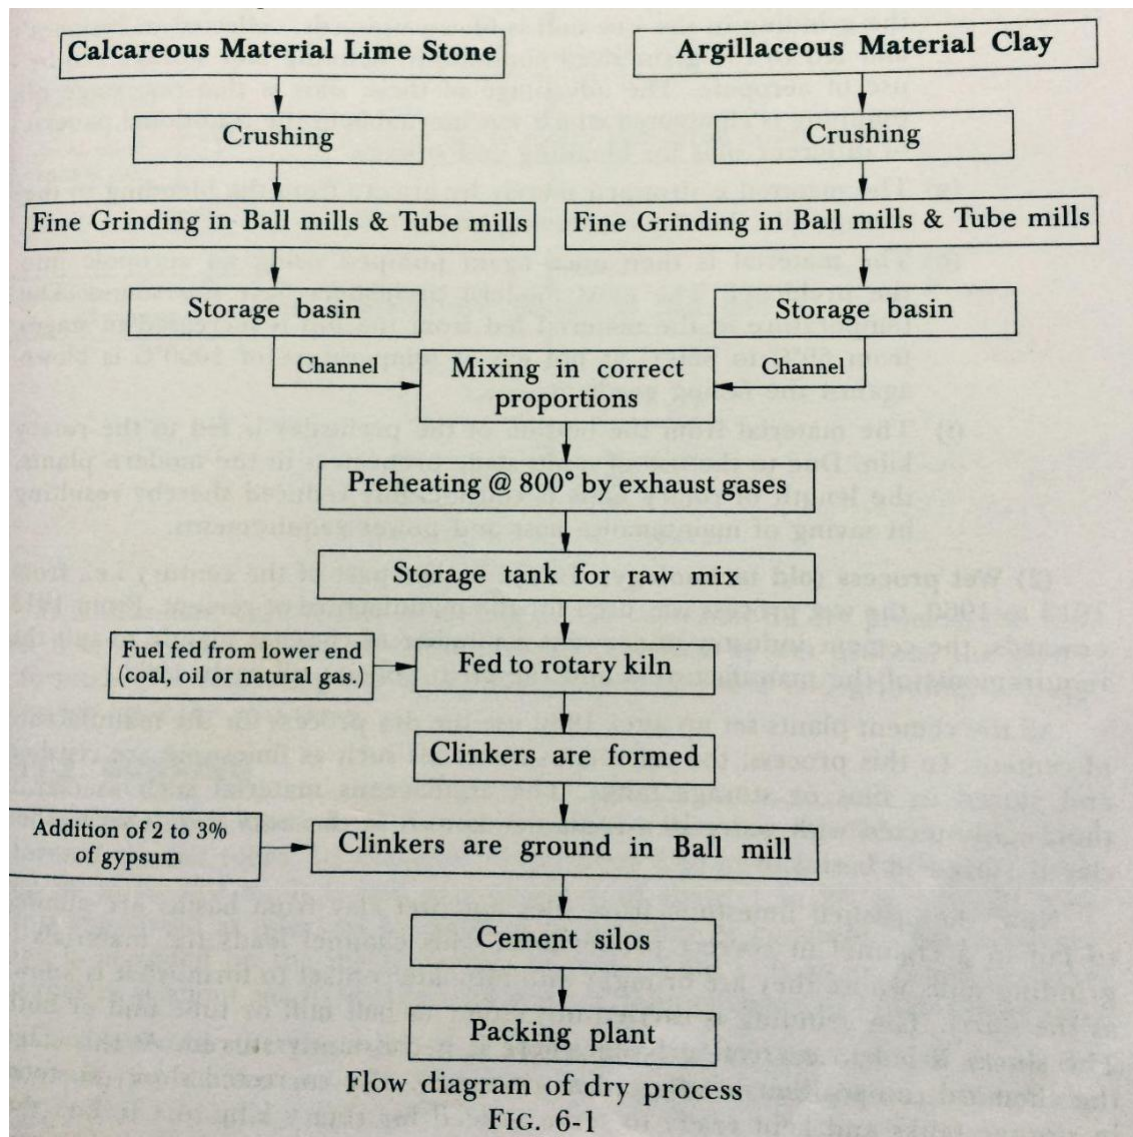 Calcareous Material Lime Stone
Argillaceous Material Clay
Crushing
Crushing
Fine Grinding in Ball mills & Tube mills
Fine Grinding in Ball mills & Tube mills
Storage basin
Storage basin
Channel
Mixing in correct
proportions
Channel
Preheating @ 800° by exhaust gases
Storage tank for raw mix
Fuel fed from lower end
(coal, oil or natural gas.)
Fed to rotary kiln
Clinkers are formed
Addition of 2 to 3%
of gypsum
Clinkers are ground in Ball mill
Cement silos
Packing plant
Flow diagram of dry process
FIG. 6-1